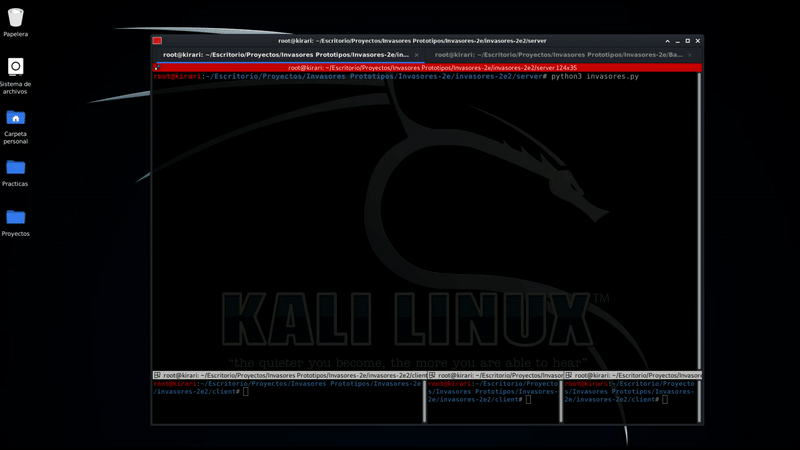 Papelera
Sistema de
archivos
Carpeta
personal
Practicas
Proyectos
root@kirari: ~/Escritorio/Proyectos/Invasores Prototipos/Invasores-2e/invasores-2e2/server
root@kirari: ~/Escritorio/Proyectos/Invasores Prototipos/Invasores-2e/in...
root@kirari: ~/Escritorio/Proyectos/Invasores Prototipos/Invasores-2e/Ba...
root@kirari: ~/Escritorio/Proyectos/Invasores Prototipos/Invasores-2e/invasores-2e2/server 124x35
root@kirari:~/Escritorio/Proyectos/Invasores Prototipos/Invasores-2e/invasores-2e2/server# python3 invasores.py
KALI LINUX™
"the quieter you become, the more you are able to hear"
root@kirari: ~/Escritorio/Proyectos/Invasores Prototipos/Invasores-2e/invasores-2e2/client
root@kirari:~/Escritorio/Proyectos/Invasores Prototipos/Invasores-2e
/invasores-2e2/client#
root@kirari: ~/Escritorio/Proyectos/Invasor
root@kirari:~/Escritorio/Proyecto
s/Invasores Prototipos/Invasores-
2e/invasores-2e2/client#
root@kirari: ~/Escritorio/Proyectos/Invasor
root@kirari:~/Escritorio/Proyecto
s/Invasores Prototipos/Invasores-
2e/invasores-2e2/client#